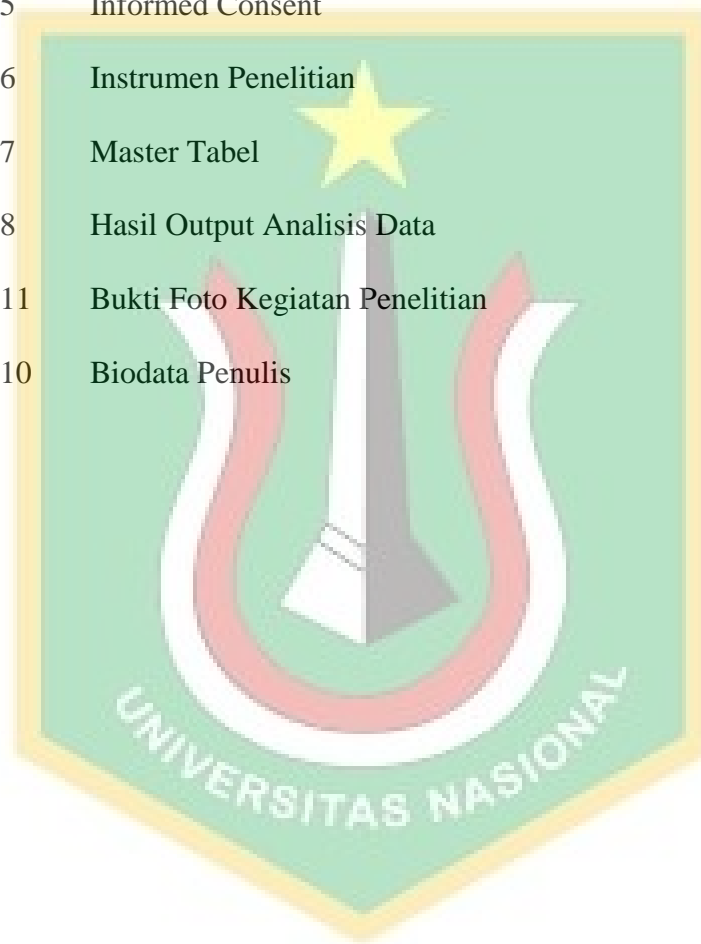 5 Informed Consent
6 Instrumen Penelitian
7 Master Tabel
8 Hasil Output Analisis Data
11 Bukti Foto Kegiatan Penelitian
10 Biodata Penulis
UNIVERSITAS NASIONAL